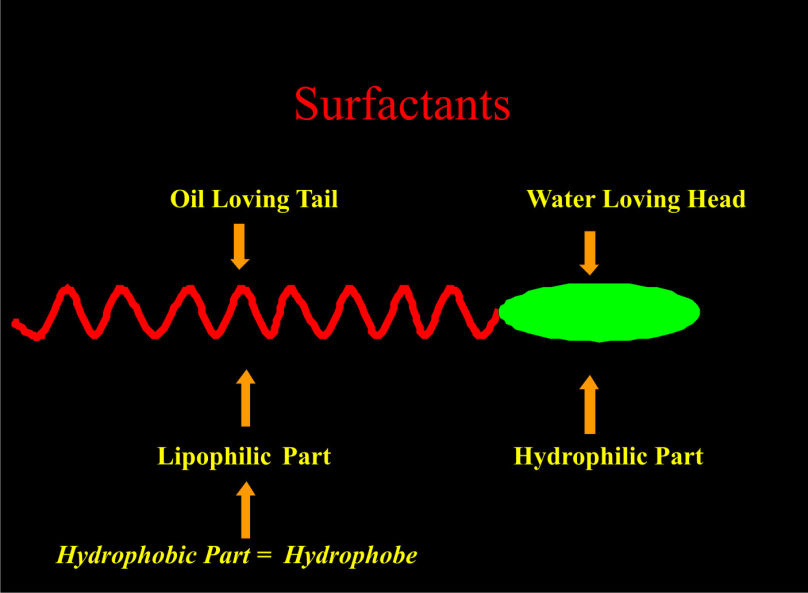 Surfactants
Oil Loving Tail
Water Loving Head
Lipophilic Part
Hydrophilic Part
Hydrophobic Part = Hydrophobe